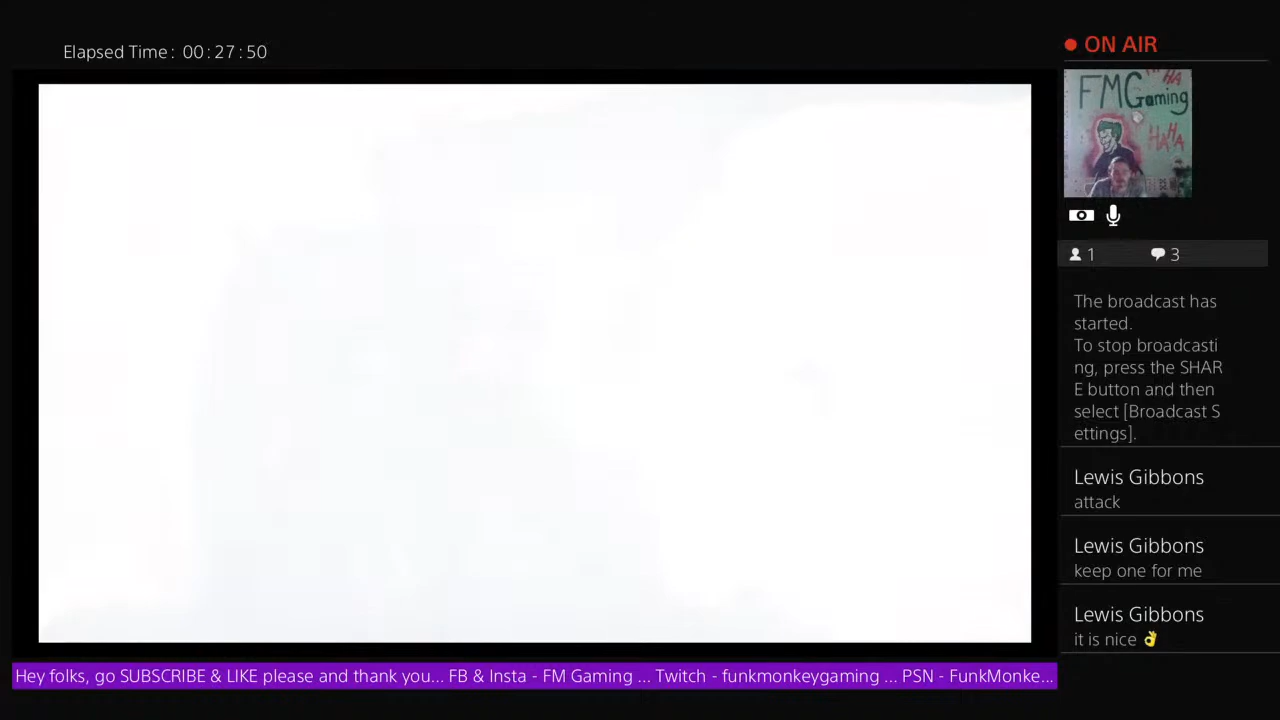 Elapsed Time: 00:27:50
ON AIR
FMGaming
HA
HA
HAHA
1
3
The broadcast has
started.
To stop broadcasti
ng, press the SHAR
E button and then
select [Broadcast S
ettings].
Lewis Gibbons
attack
Lewis Gibbons
keep one for me
Lewis Gibbons
it is nice 👌
Hey folks, go SUBSCRIBE & LIKE please and thank you... FB & Insta - FM Gaming ... Twitch - funkmonkeygaming ... PSN - FunkMonke...